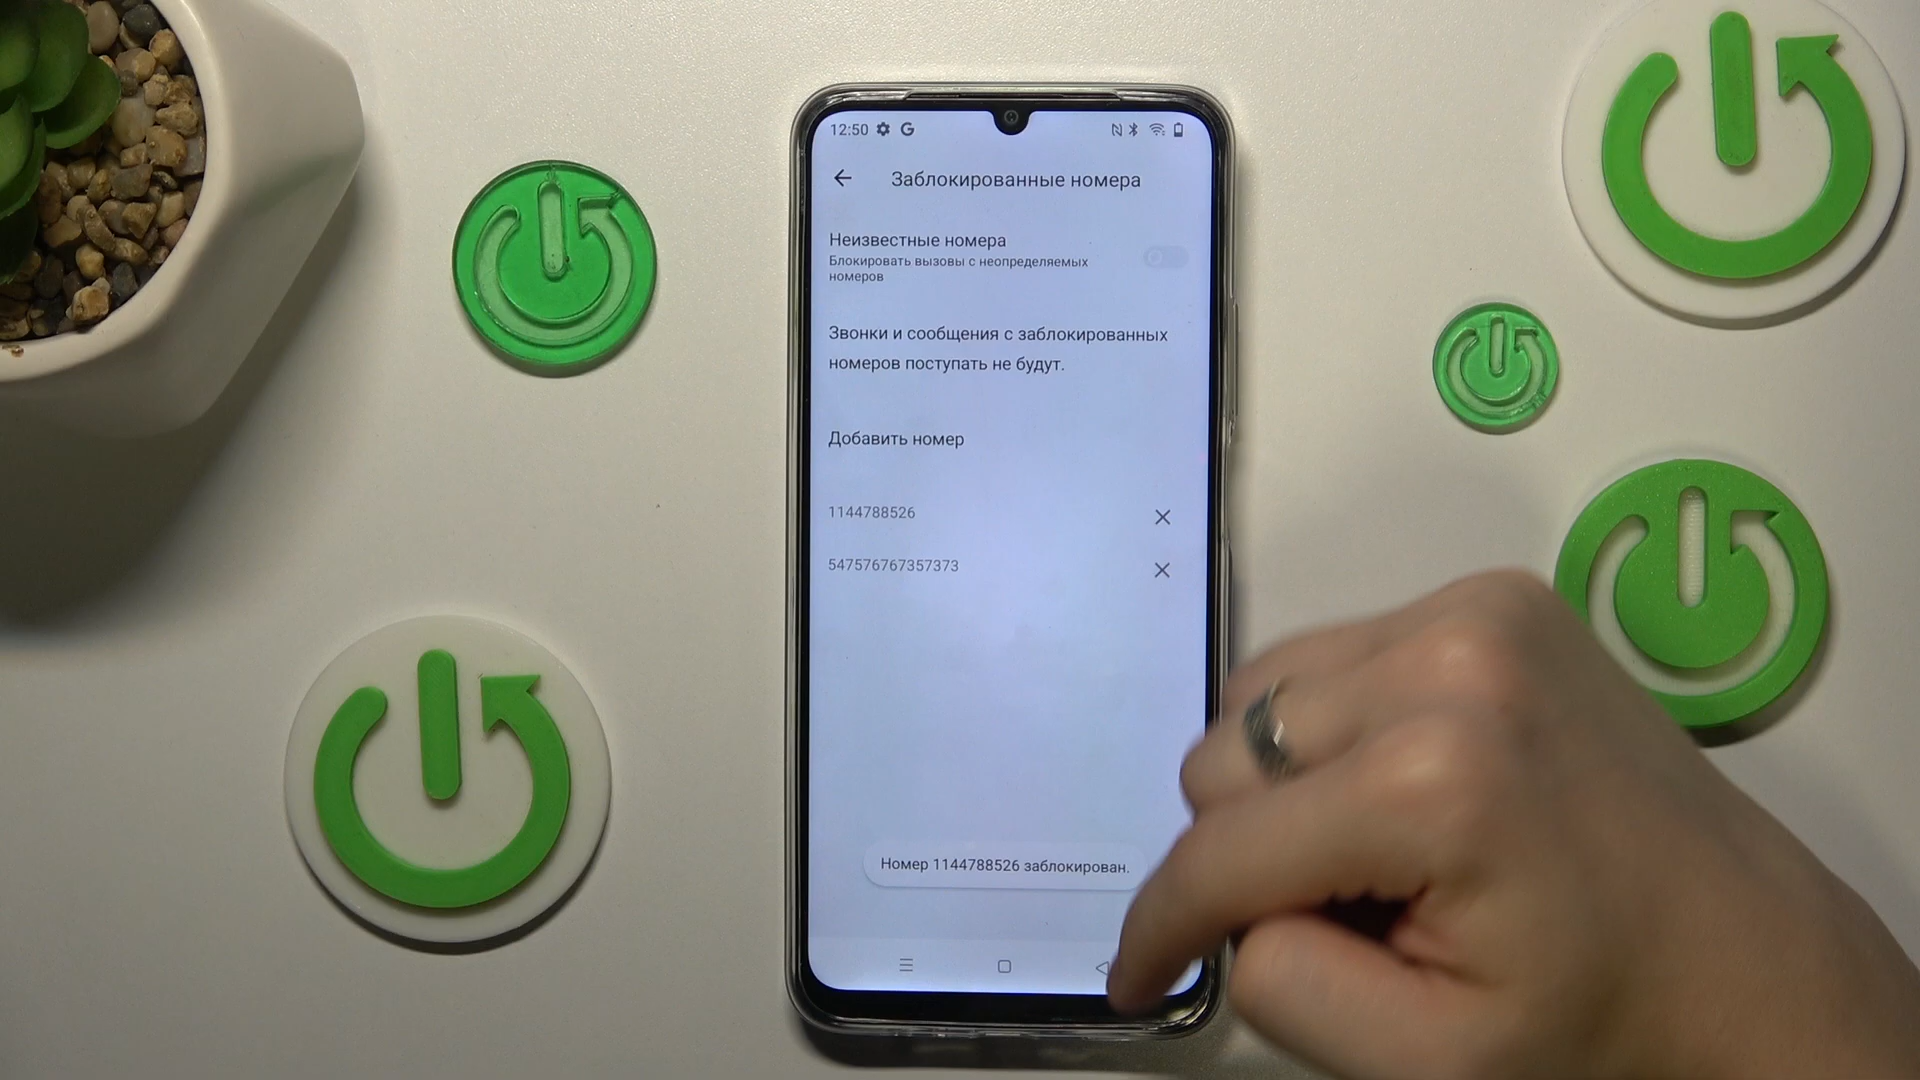 12:50
Заблокированные номера
Неизвестные номера
Блокировать вызовы с неопределяемых
номеров
Звонки и сообщения с заблокированных
номеров поступать не будут.
Добавить номер
1144788526
547576767357373
Номер 1144788526 заблокирован.